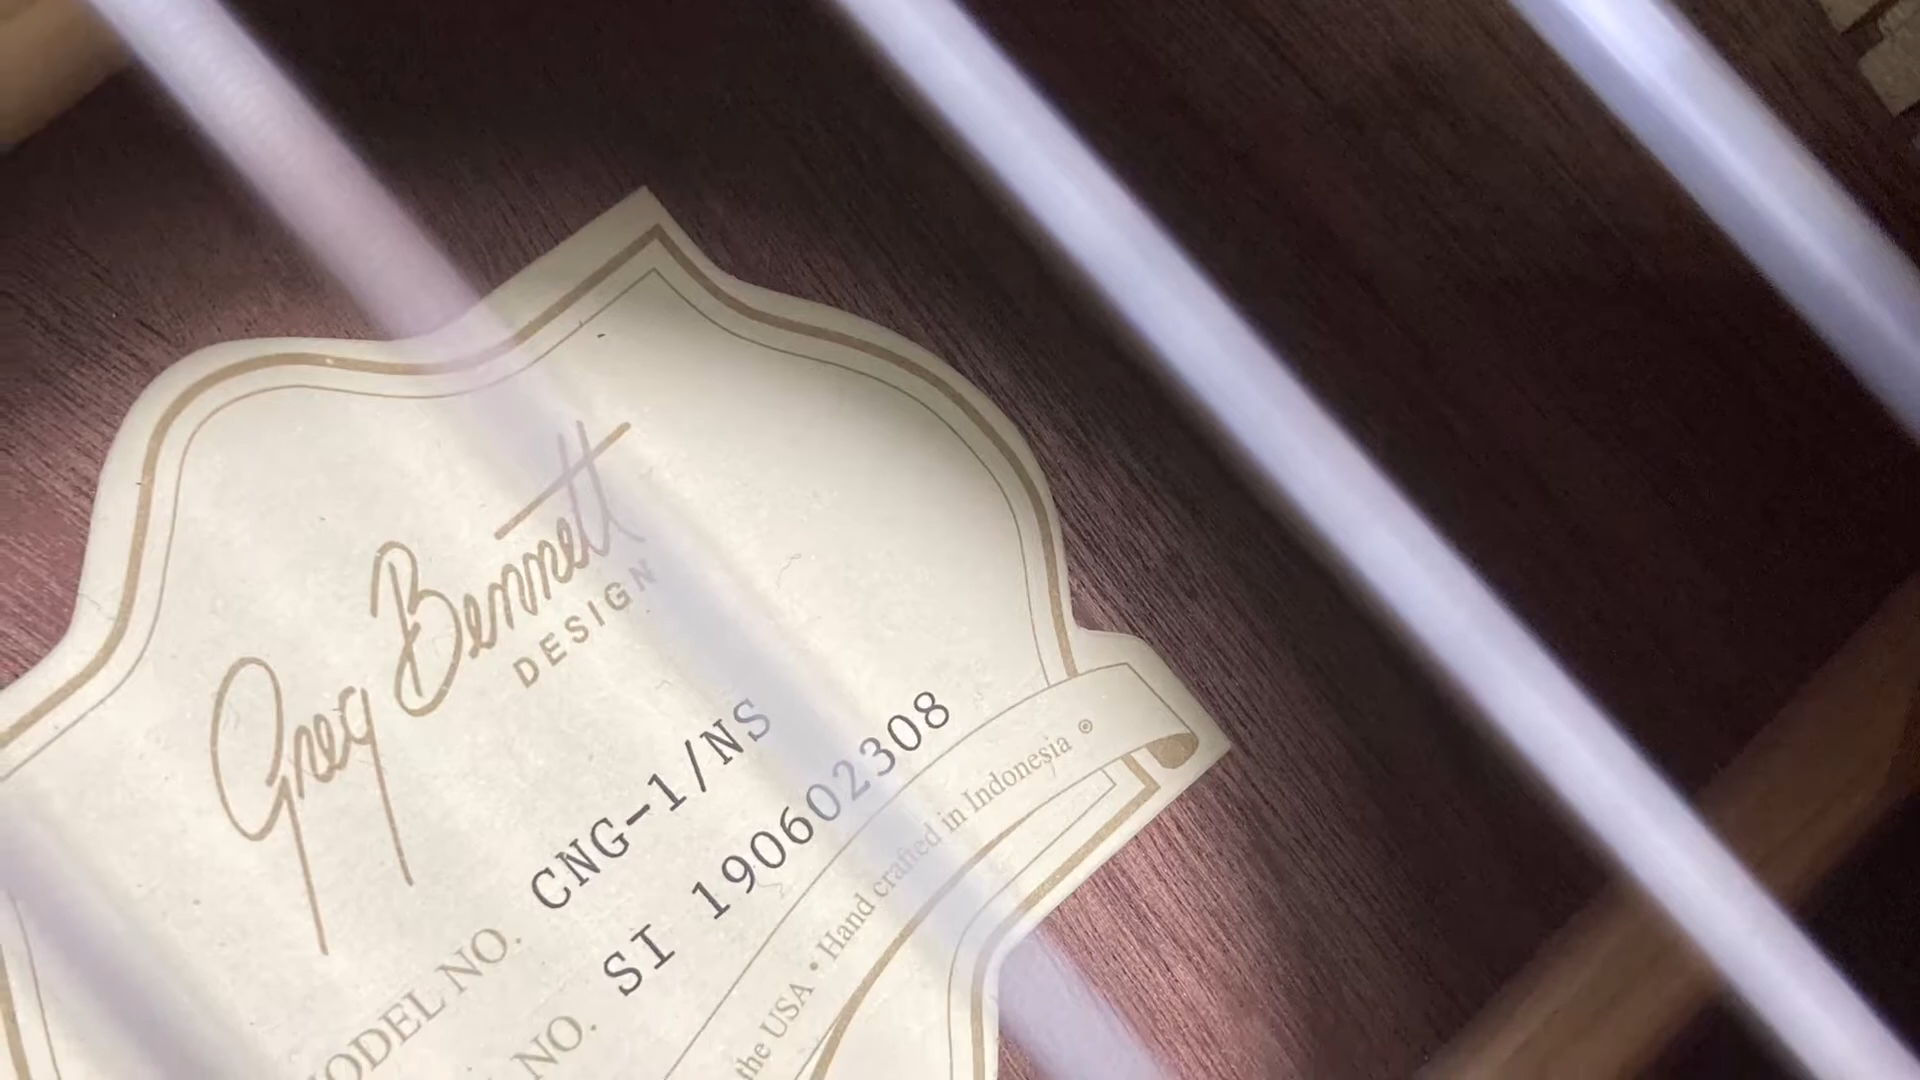 Greg Bennett
DESIGN
MODEL NO. CNG-1/NS
NO. SI 190602308
the USA • Hand crafted in Indonesia ®